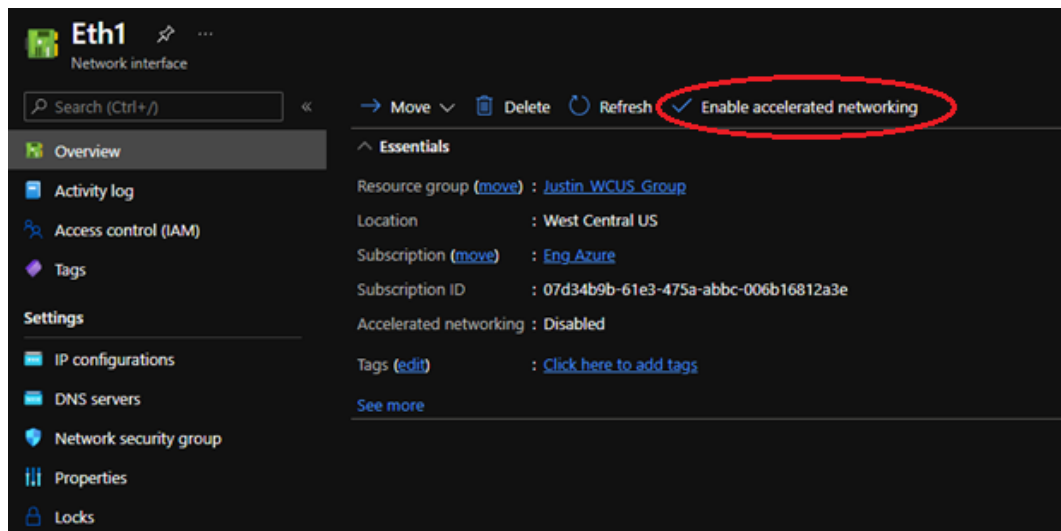 Eth1
Network interface
Search (Ctrl+/)
Overview
Activity log
Access control (IAM)
Tags
Settings
IP configurations
DNS servers
Network security group
Properties
Locks
Move
Delete
Refresh
Enable accelerated networking
Essentials
Resource group (move) : Justin_WCUS_Group
Location : West Central US
Subscription (move) : Eng Azure
Subscription ID : 07d34b9b-61e3-475a-abbc-006b16812a3e
Accelerated networking : Disabled
Tags (edit) : Click here to add tags
See more